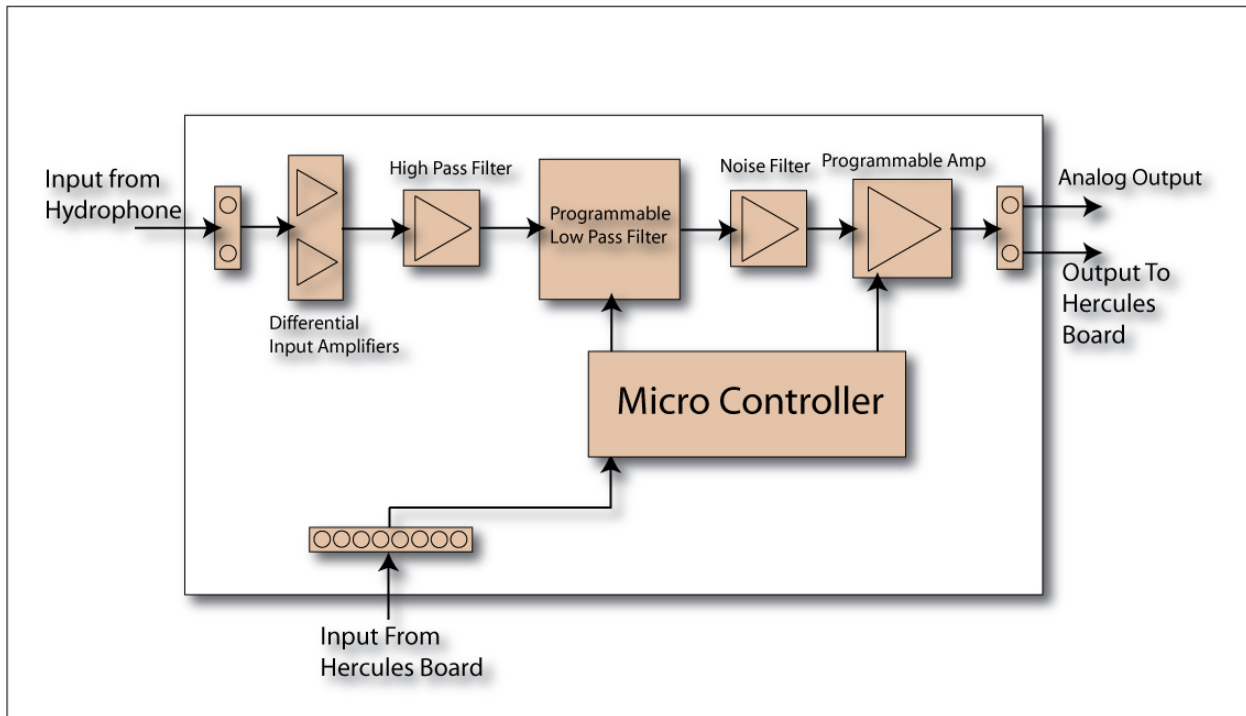 Input from
Hydrophone
Differential
Input Amplifiers
High Pass Filter
Programmable
Low Pass Filter
Noise Filter
Programmable Amp
Analog Output
Output To
Hercules
Board
Micro Controller
Input From
Hercules Board